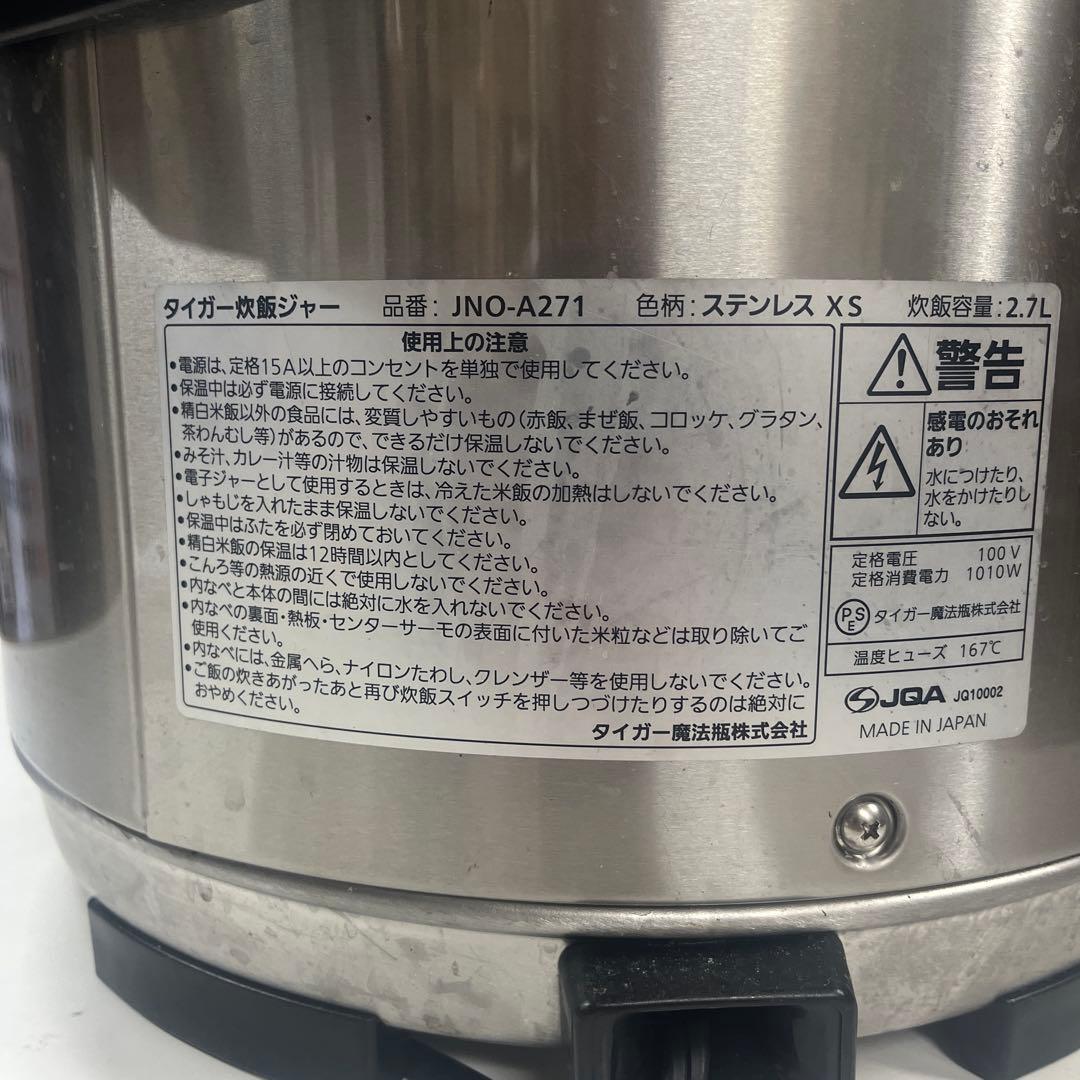 タイガー炊飯ジャー 品番: JNO-A271 色柄:ステンレス XS 炊飯容量:2.7L
使用上の注意
•電源は、定格15A以上のコンセントを単独で使用してください。
•保温中は必ず電源に接続してください。
•精白米飯以外の食品には、変質しやすいもの(赤飯、まぜ飯、コロッケ、グラタン、
茶わんむし等)があるので、できるだけ保温しないでください。
•みそ汁、カレー汁等の汁物は保温しないでください。
•電子ジャーとして使用するときは、冷えた米飯の加熱はしないでください。
•しゃもじを入れたまま保温しないでください。
•保温中はふたを必ず閉めておいてください。
•精白米飯の保温は12時間以内としてください。
•こんろ等の熱源の近くで使用しないでください。
•内なべと本体の間には絶対に水を入れないでください。
•内なべの裏面・熱板・センターサーモの表面に付いた米粒などは取り除いてご
使用ください。
•内なべには、金属へら、ナイロンたわし、クレンザー等を使用しないでください。
•ご飯の炊きあがったあと再び炊飯スイッチを押しつづけたりするのは絶対に
おやめください。
タイガー魔法瓶株式会社
警告
感電のおそれ
あり
水につけたり、
水をかけたりし
ない。
定格電圧 100V
定格消費電力 1010W
PSE タイガー魔法瓶株式会社
温度ヒューズ 167℃
JQA JQ10002
MADE IN JAPAN